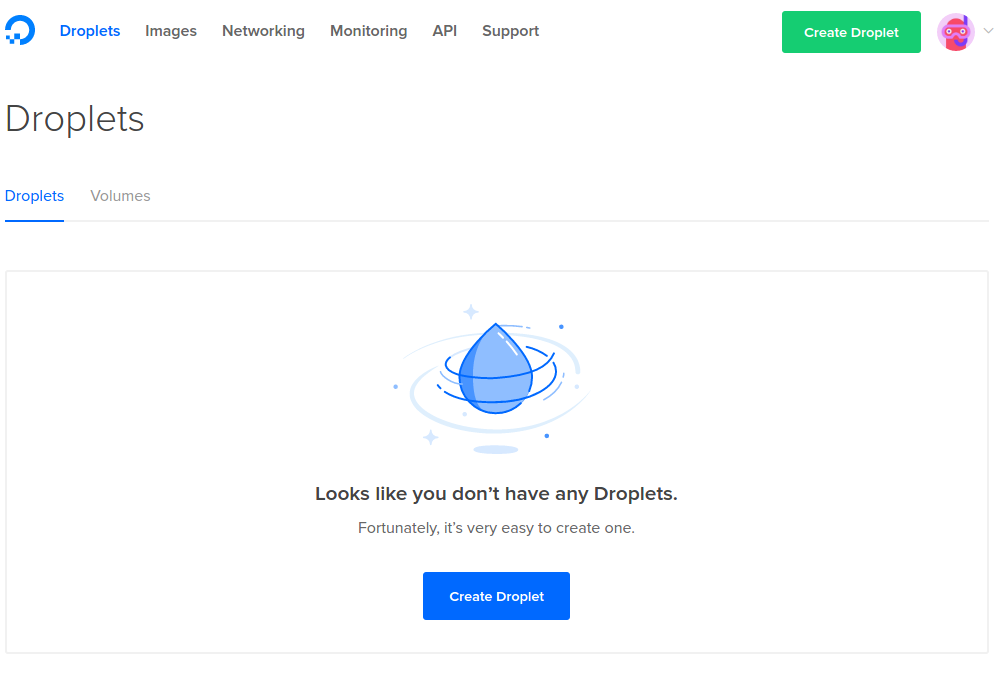 Droplets Images Networking Monitoring API Support Create Droplet
Droplets
Droplets Volumes
Looks like you don’t have any Droplets.
Fortunately, it’s very easy to create one.
Create Droplet